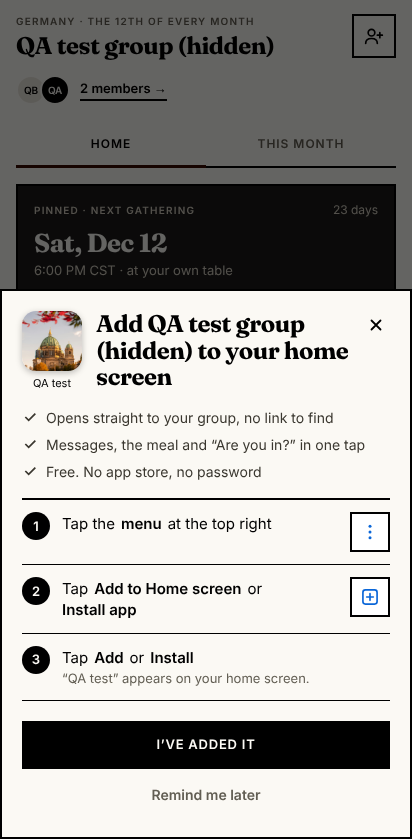 GERMANY · THE 12TH OF EVERY MONTH
QA test group (hidden)
QB QA 2 members →
HOME THIS MONTH
PINNED · NEXT GATHERING 23 days
Sat, Dec 12
6:00 PM CST · at your own table
Add QA test group
(hidden) to your home
screen
QA test
Opens straight to your group, no link to find
Messages, the meal and “Are you in?” in one tap
Free. No app store, no password
1 Tap the menu at the top right
2 Tap Add to Home screen or
Install app
3 Tap Add or Install
“QA test” appears on your home screen.
I’VE ADDED IT
Remind me later